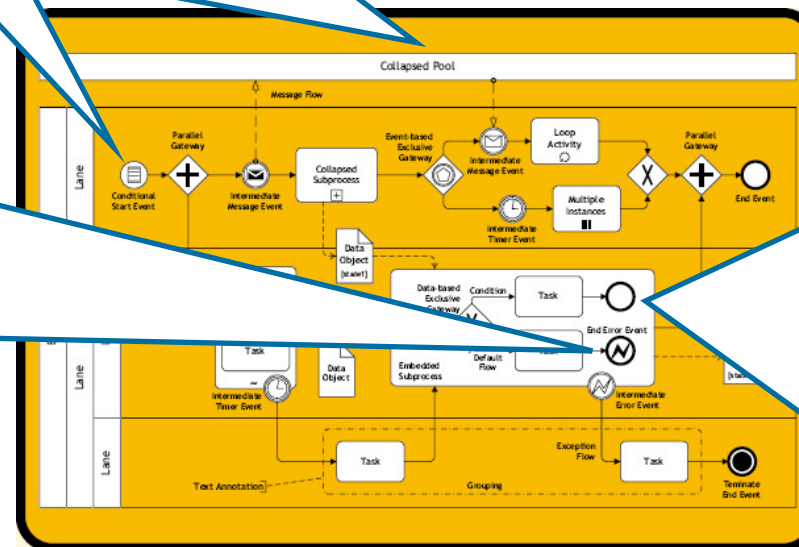 Collapsed Pool
Message Flow
Parallel
Gateway
Event-based
Exclusive
Gateway
Loop
Activity
Parallel
Gateway
Lane
Conditional
Start Event
Intermediate
Message Event
Collapsed
Subprocess
Intermediate
Message Event
Multiple
Instances
Intermediate
Timer Event
End Event
Data
Object
[state1]
Data-based
Exclusive
Gateway
Condition
Task
End Error Event
Task
Default
Flow
Embedded
Subprocess
Lane
Data
Object
Intermediate
Timer Event
Intermediate
Error Event
Lane
Task
Exception
Flow
Task
Text Annotation
Grouping
Teminate
End Event